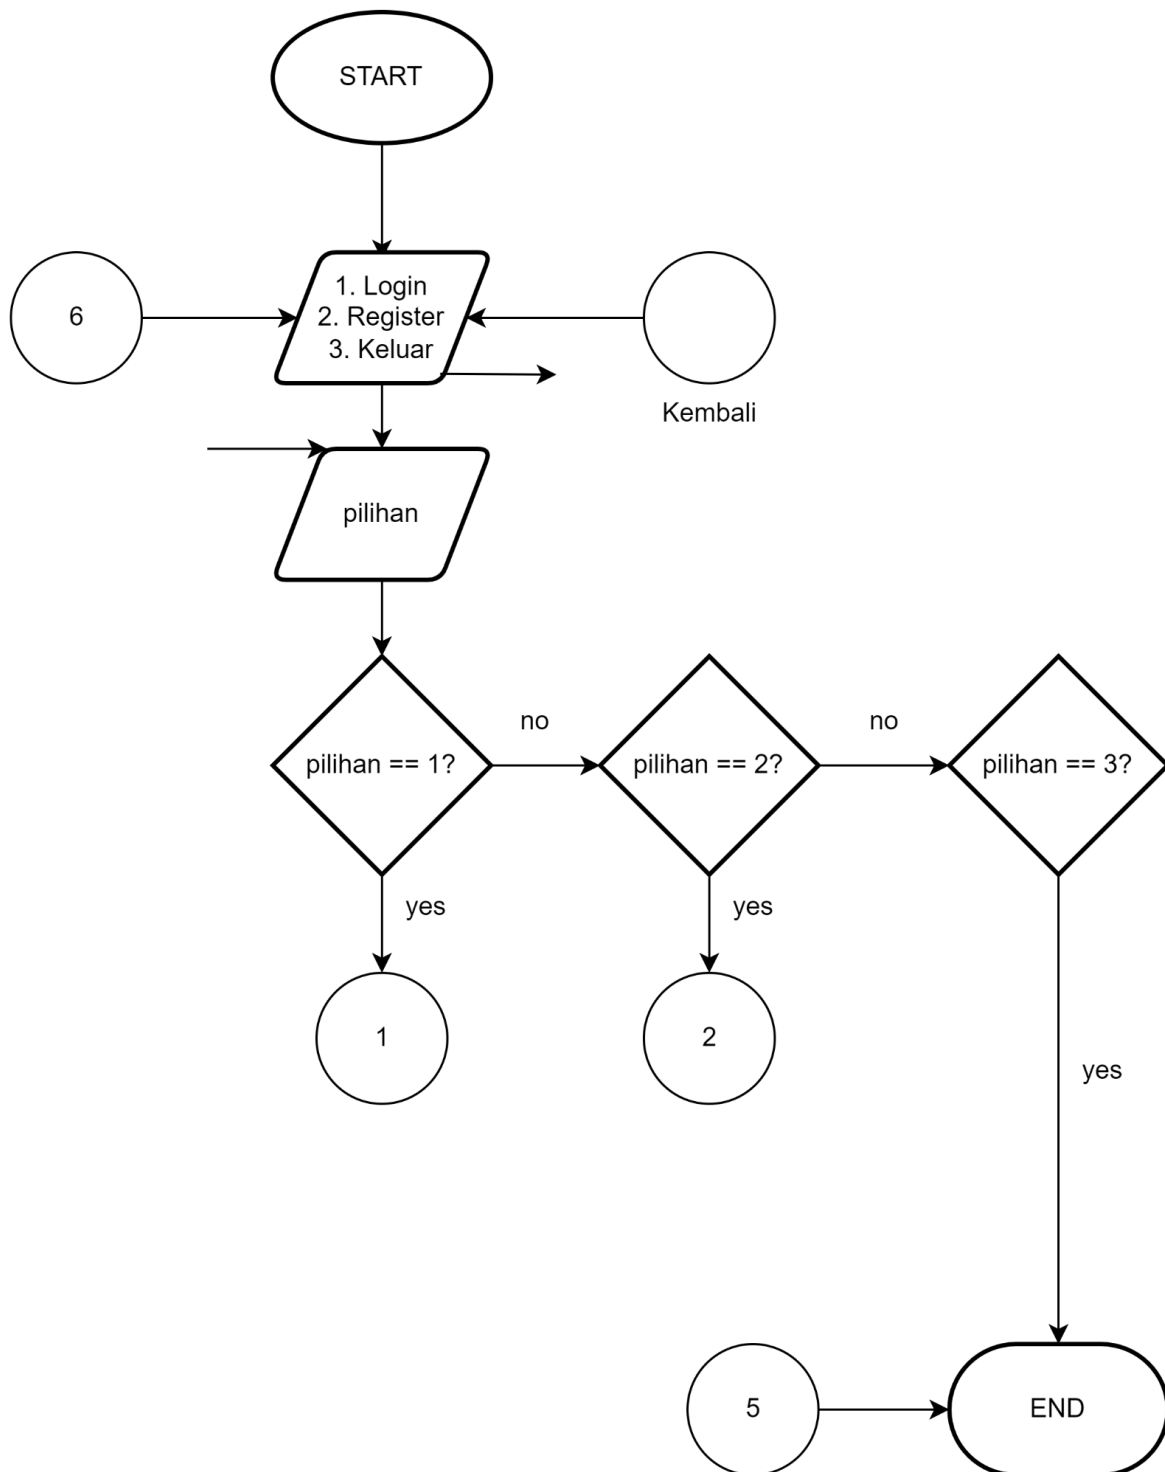 START
6
1. Login
2. Register
3. Keluar
Kembali
pilihan
pilihan == 1?
no
pilihan == 2?
no
pilihan == 3?
yes
yes
1
2
yes
5
END